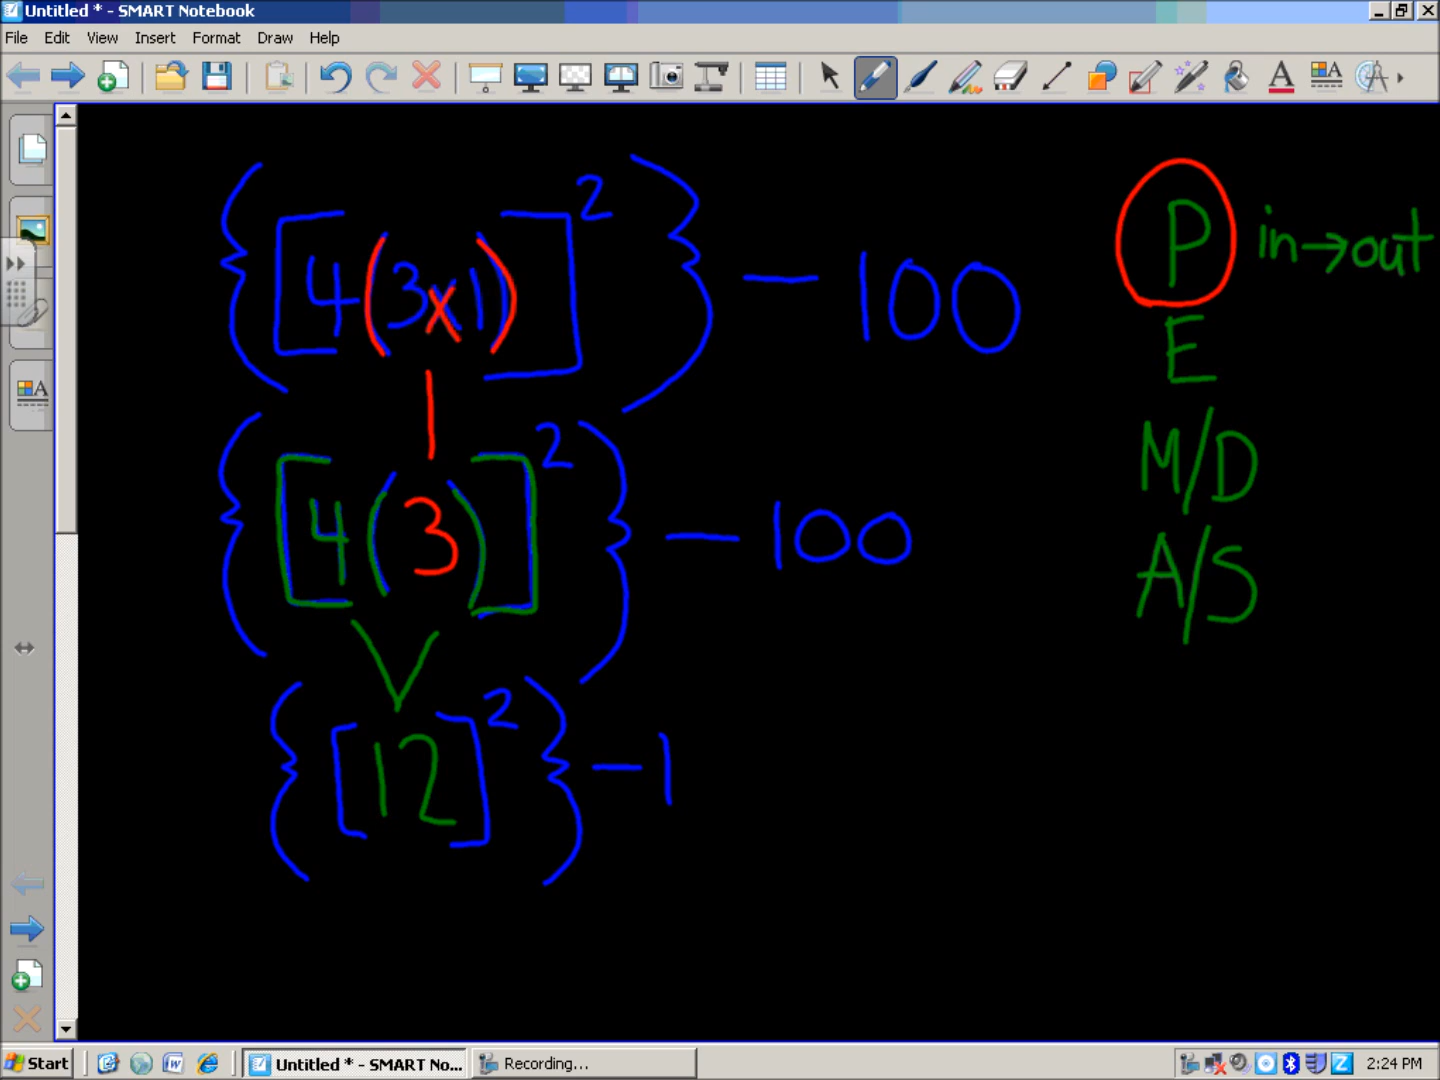 Untitled * - SMART Notebook
File Edit View Insert Format Draw Help
{[4(3x1)]²} - 100
P in→out
E
{[4(3)]²} - 100
M/D
A/S
{[12]²} - 1
Start Untitled * - SMART No... Recording... 2:24 PM